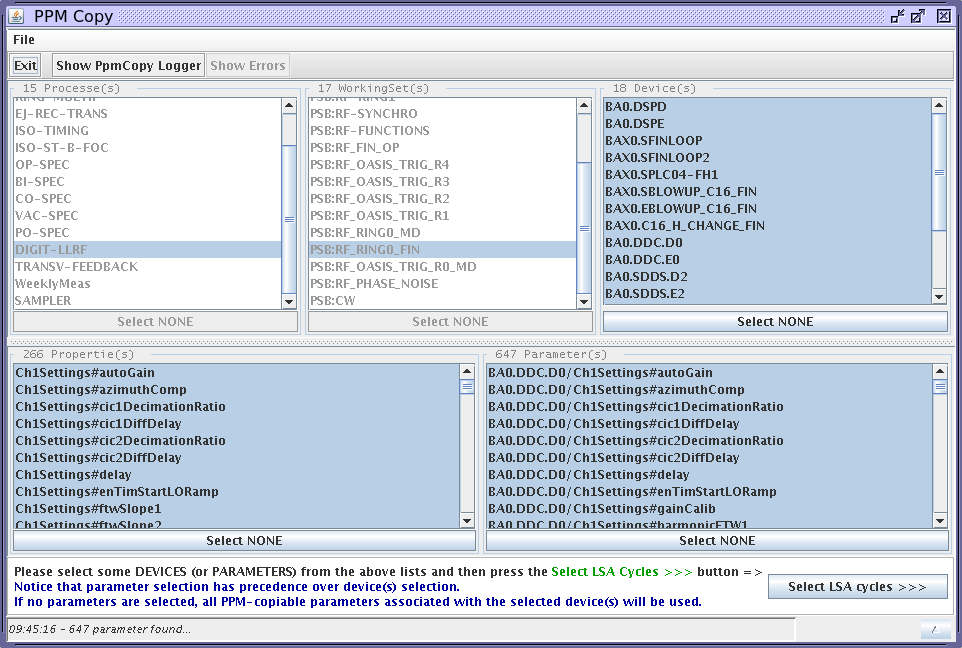 PPM Copy
File
Exit
Show PpmCopy Logger
Show Errors
15 Processe(s)
RING-MULTI
EJ-REC-TRANS
ISO-TIMING
ISO-ST-B-FOC
OP-SPEC
BI-SPEC
CO-SPEC
VAC-SPEC
PO-SPEC
DIGIT-LLRF
TRANSV-FEEDBACK
WeeklyMeas
SAMPLER
Select NONE
17 WorkingSet(s)
PSB:RF-RING1
PSB:RF-SYNCHRO
PSB:RF-FUNCTIONS
PSB:RF_FIN_OP
PSB:RF_OASIS_TRIG_R4
PSB:RF_OASIS_TRIG_R3
PSB:RF_OASIS_TRIG_R2
PSB:RF_OASIS_TRIG_R1
PSB:RF_RING0_MD
PSB:RF_RING0_FIN
PSB:RF_OASIS_TRIG_R0_MD
PSB:RF_PHASE_NOISE
PSB:CW
Select NONE
18 Device(s)
BA0.DSPD
BA0.DSPE
BAX0.SFINLOOP
BAX0.SFINLOOP2
BAX0.SPLC04-FH1
BAX0.SBLOWUP_C16_FIN
BAX0.EBLOWUP_C16_FIN
BAX0.C16_H_CHANGE_FIN
BA0.DDC.D0
BA0.DDC.E0
BA0.SDDS.D2
BA0.SDDS.E2
Select NONE
266 Propertie(s)
Ch1Settings#autoGain
Ch1Settings#azimuthComp
Ch1Settings#cic1DecimationRatio
Ch1Settings#cic1DiffDelay
Ch1Settings#cic2DecimationRatio
Ch1Settings#cic2DiffDelay
Ch1Settings#delay
Ch1Settings#enTimStartLORamp
Ch1Settings#ftwSlope1
Ch1Settings#ftwSlope2
Select NONE
647 Parameter(s)
BA0.DDC.D0/Ch1Settings#autoGain
BA0.DDC.D0/Ch1Settings#azimuthComp
BA0.DDC.D0/Ch1Settings#cic1DecimationRatio
BA0.DDC.D0/Ch1Settings#cic1DiffDelay
BA0.DDC.D0/Ch1Settings#cic2DecimationRatio
BA0.DDC.D0/Ch1Settings#cic2DiffDelay
BA0.DDC.D0/Ch1Settings#delay
BA0.DDC.D0/Ch1Settings#enTimStartLORamp
BA0.DDC.D0/Ch1Settings#gainCalib
BA0.DDC.D0/Ch1Settings#harmonicFTW1
Select NONE
Please select some DEVICES (or PARAMETERS) from the above lists and then press the Select LSA Cycles >>> button =>
Notice that parameter selection has precedence over device(s) selection.
If no parameters are selected, all PPM-copiable parameters associated with the selected device(s) will be used.
Select LSA cycles >>>
09:45:16 - 647 parameter found...